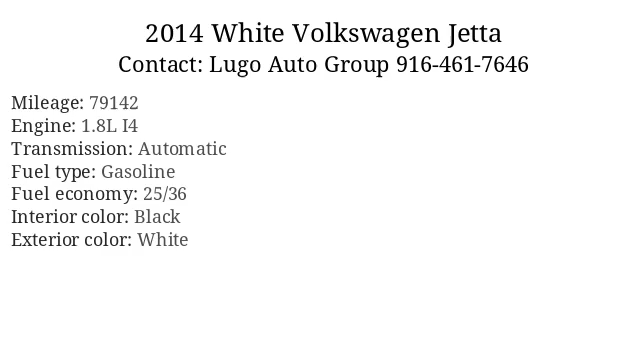 2014 White Volkswagen Jetta
Contact: Lugo Auto Group 916-461-7646
Mileage: 79142
Engine: 1.8L I4
Transmission: Automatic
Fuel type: Gasoline
Fuel economy: 25/36
Interior color: Black
Exterior color: White